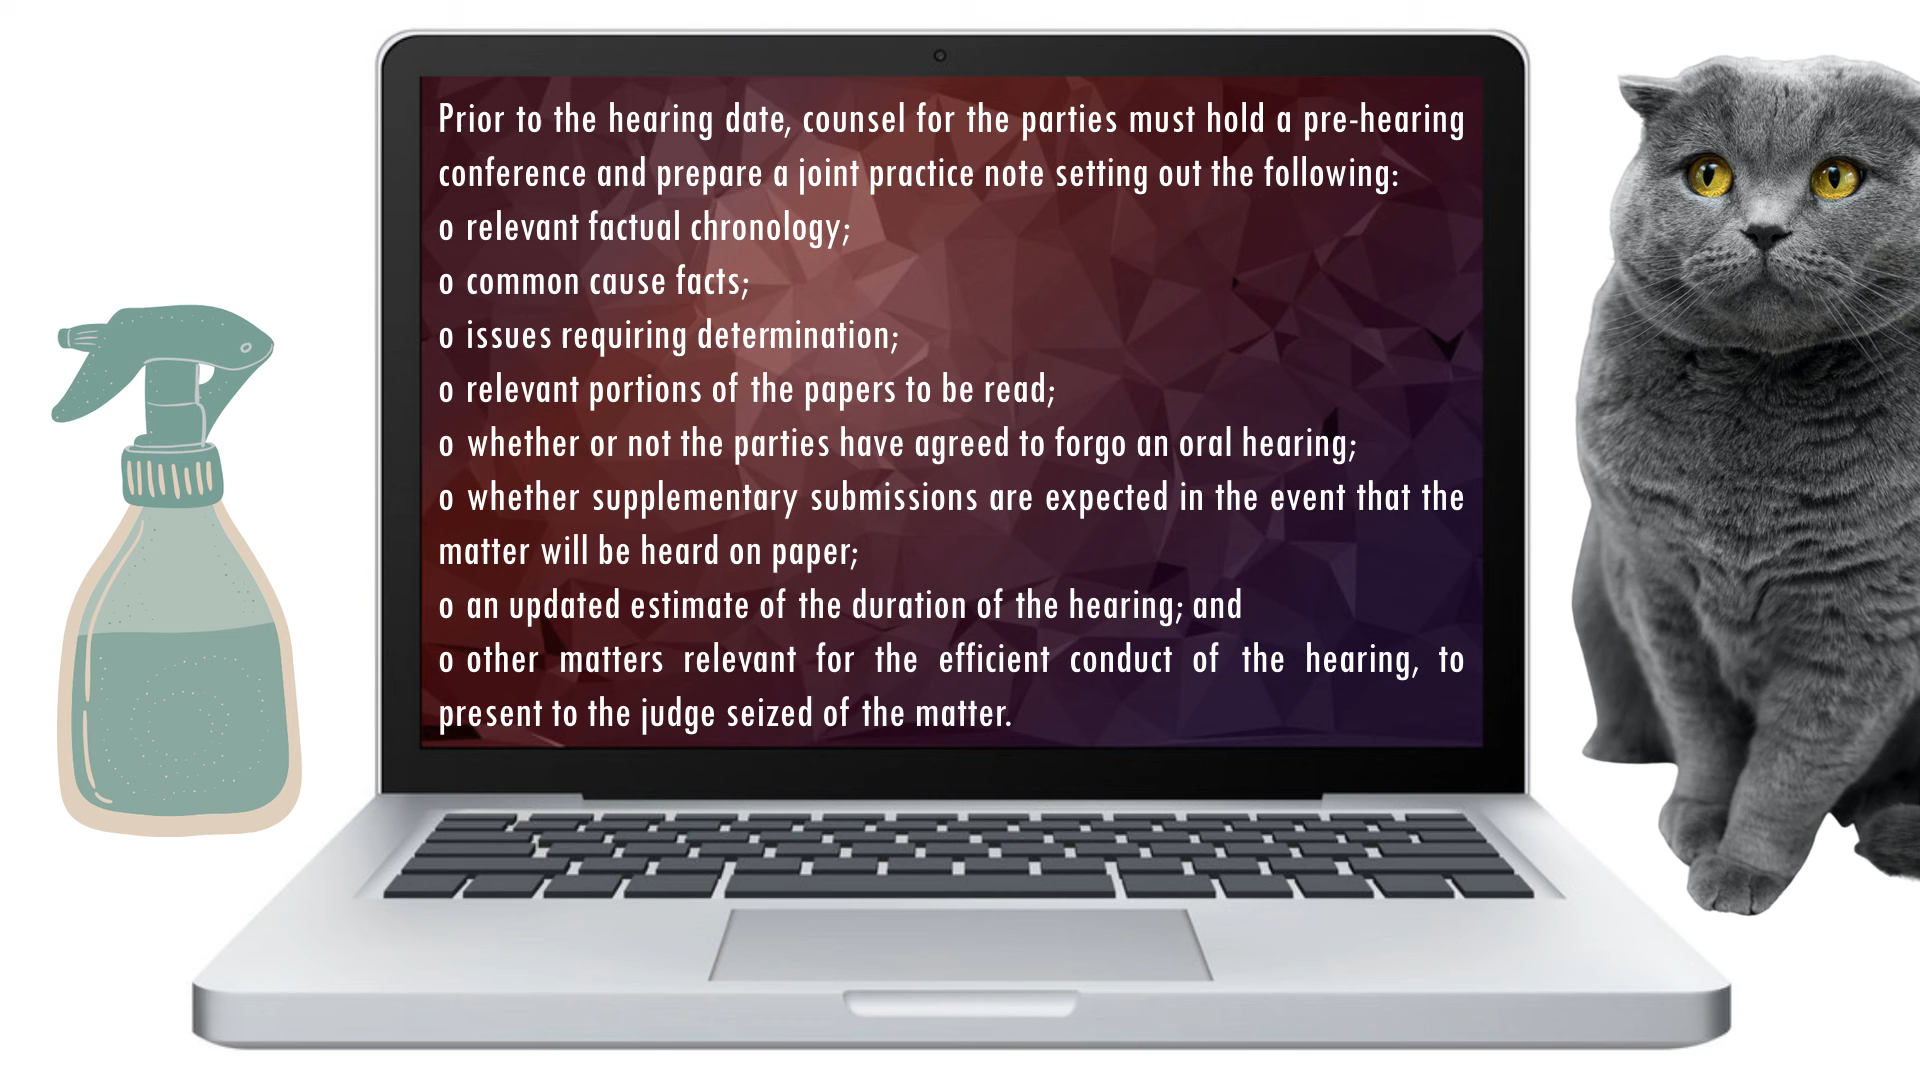 Prior to the hearing date, counsel for the parties must hold a pre-hearing
conference and prepare a joint practice note setting out the following:
o relevant factual chronology;
o common cause facts;
o issues requiring determination;
o relevant portions of the papers to be read;
o whether or not the parties have agreed to forgo an oral hearing;
o whether supplementary submissions are expected in the event that the
matter will be heard on paper;
o an updated estimate of the duration of the hearing; and
o other matters relevant for the efficient conduct of the hearing, to
present to the judge seized of the matter.